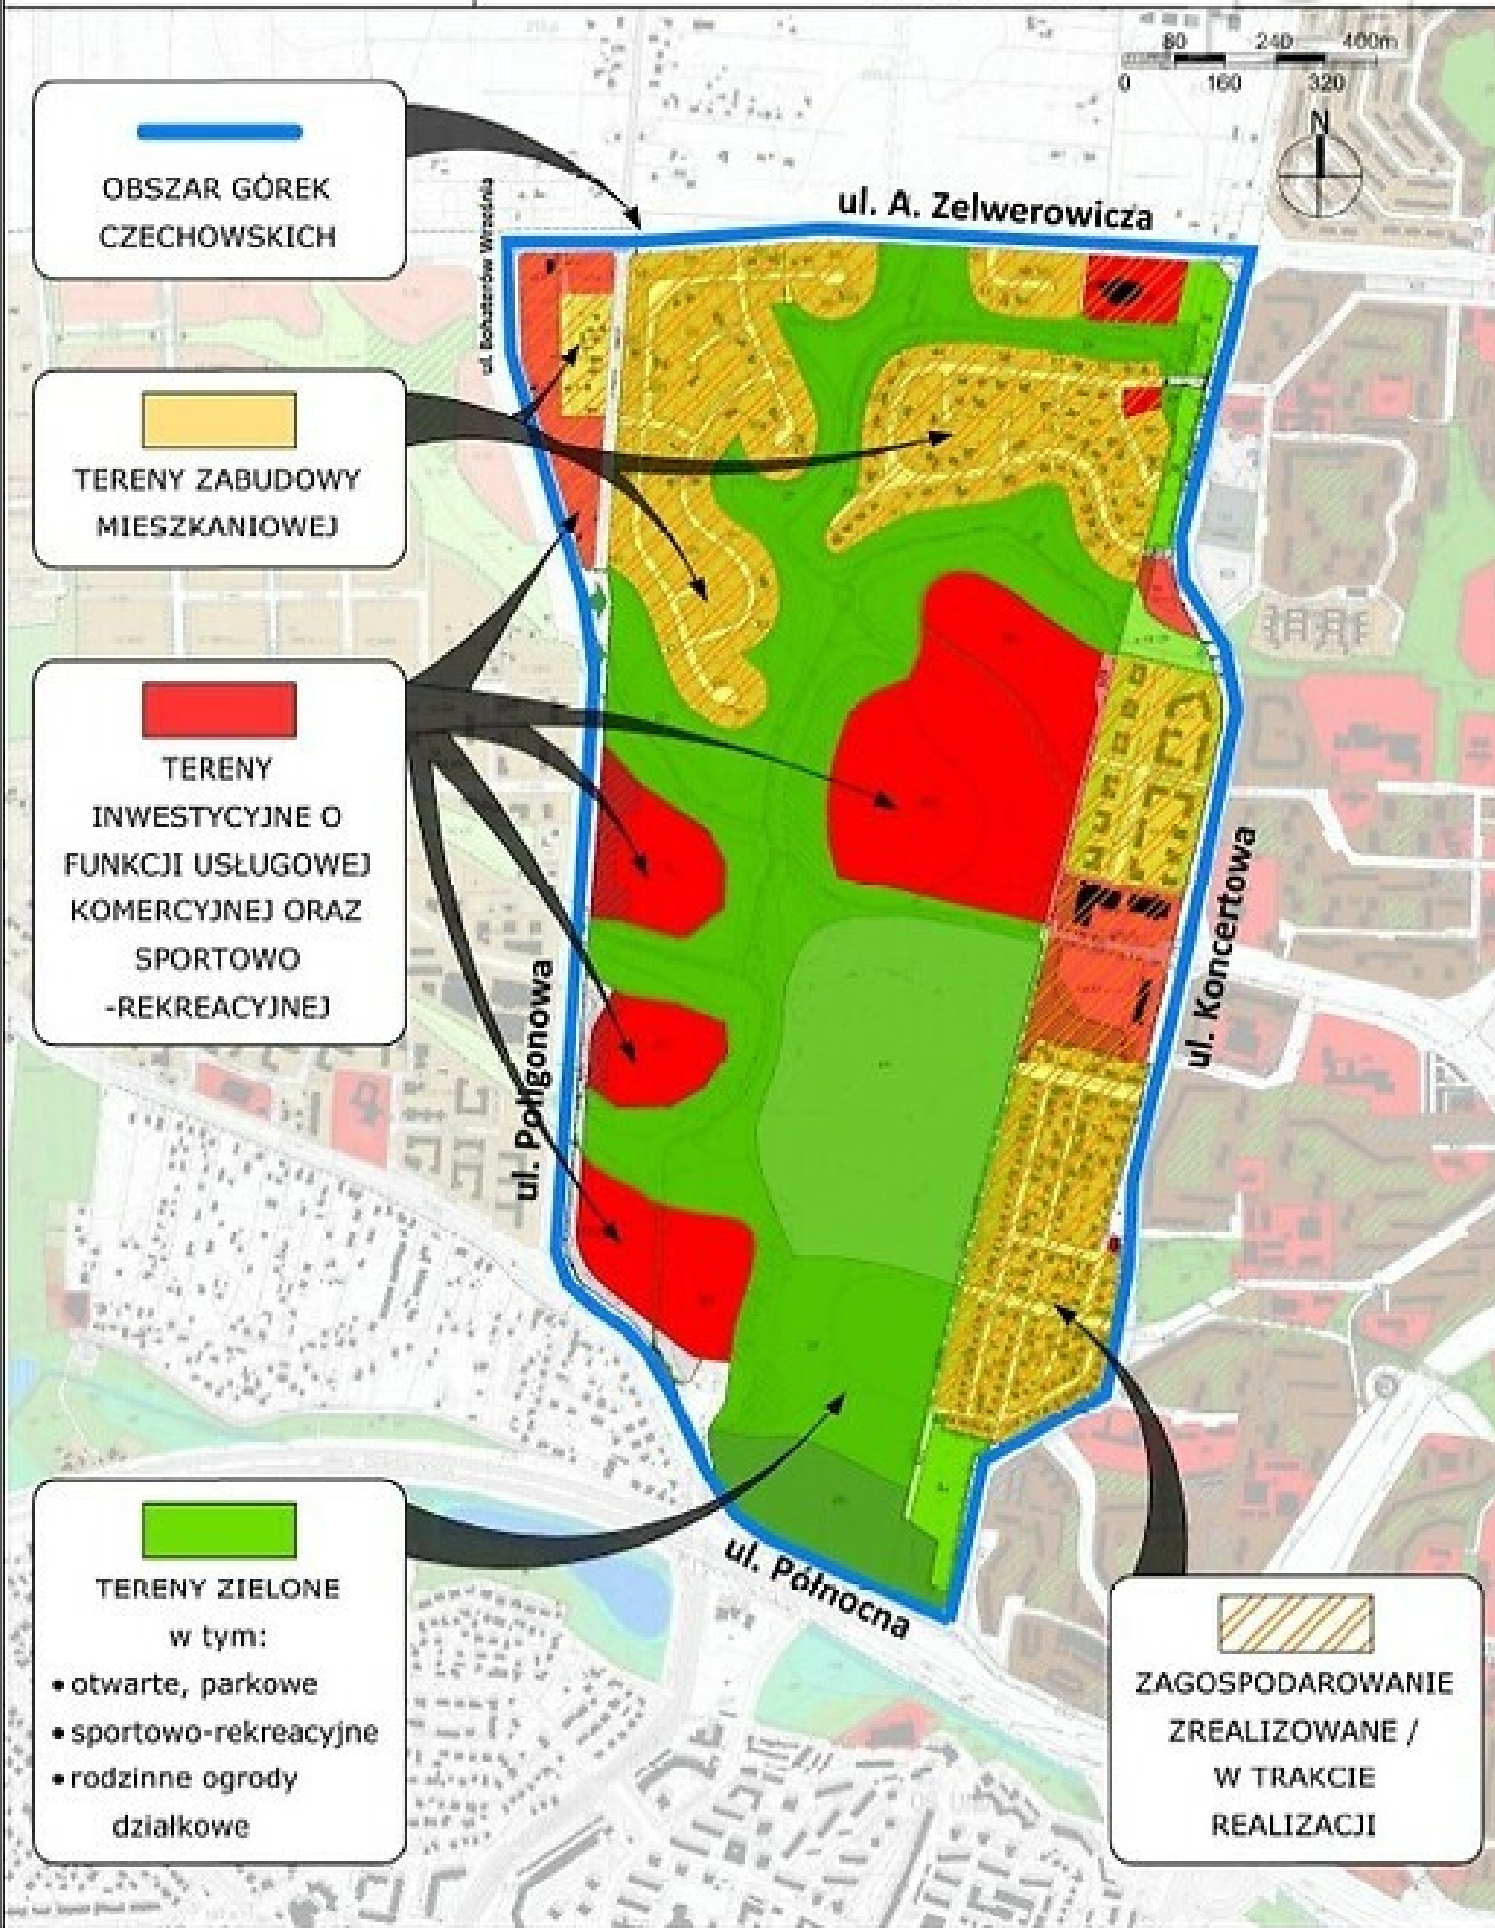 80 240 400m
0 160 320
N
OBSZAR GÓREK
CZECHOWSKICH
ul. Bohaterów Września
ul. A. Zelwerowicza
TERENY ZABUDOWY
MIESZKANIOWEJ
TERENY
INWESTYCYJNE O
FUNKCJI USŁUGOWEJ
KOMERCYJNEJ ORAZ
SPORTOWO
-REKREACYJNEJ
ul. Koncertowa
ul. Poligonowa
ul. Północna
TERENY ZIELONE
w tym:
• otwarte, parkowe
• sportowo-rekreacyjne
• rodzinne ogrody
działkowe
ZAGOSPODAROWANIE
ZREALIZOWANE /
W TRAKCIE
REALIZACJI